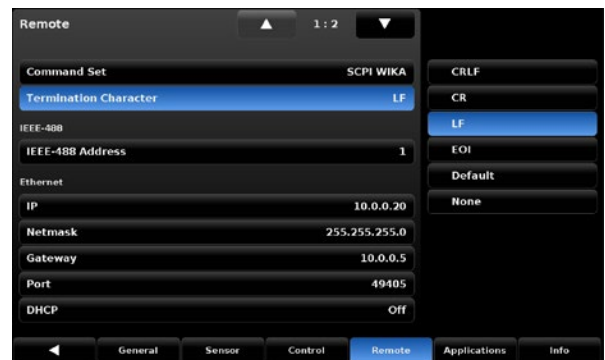 Remote 1:2
Command Set SCPI WIKA
Termination Character LF
IEEE-488
IEEE-488 Address 1
Ethernet
IP 10.0.0.20
Netmask 255.255.255.0
Gateway 10.0.0.5
Port 49405
DHCP Off
CRLF
CR
LF
EOI
Default
None
General Sensor Control Remote Applications Info